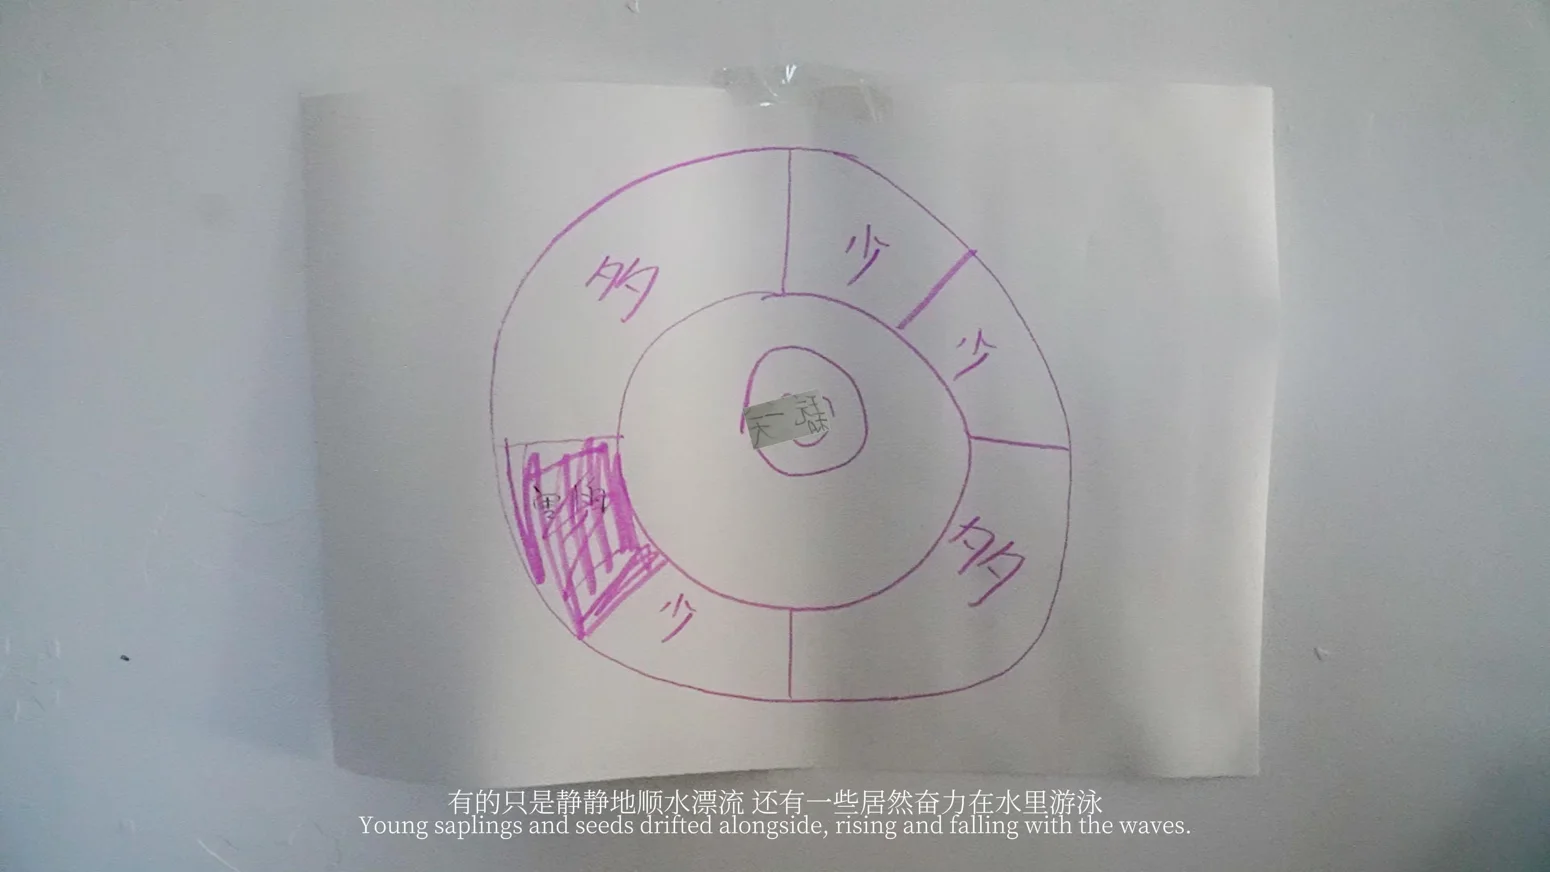 多
少
少
一天
多
少
有的只是静静地顺水漂流 还有一些居然奋力在水里游泳
Young saplings and seeds drifted alongside, rising and falling with the waves.